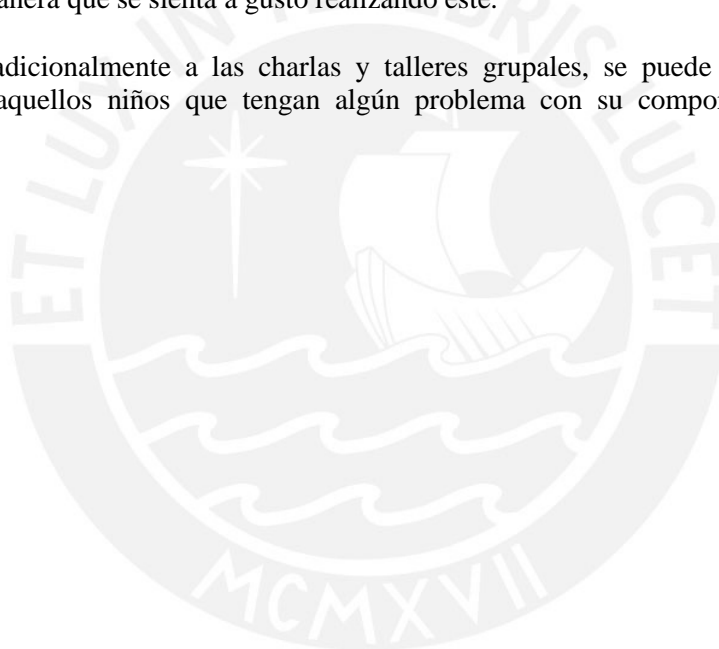 anera que se sienta a gusto realizando este.
adicionalmente a las charlas y talleres grupales, se puede
aquellos niños que tengan algún problema con su compor
ET LUX IN TENEBRIS LUCET
MCMXVII